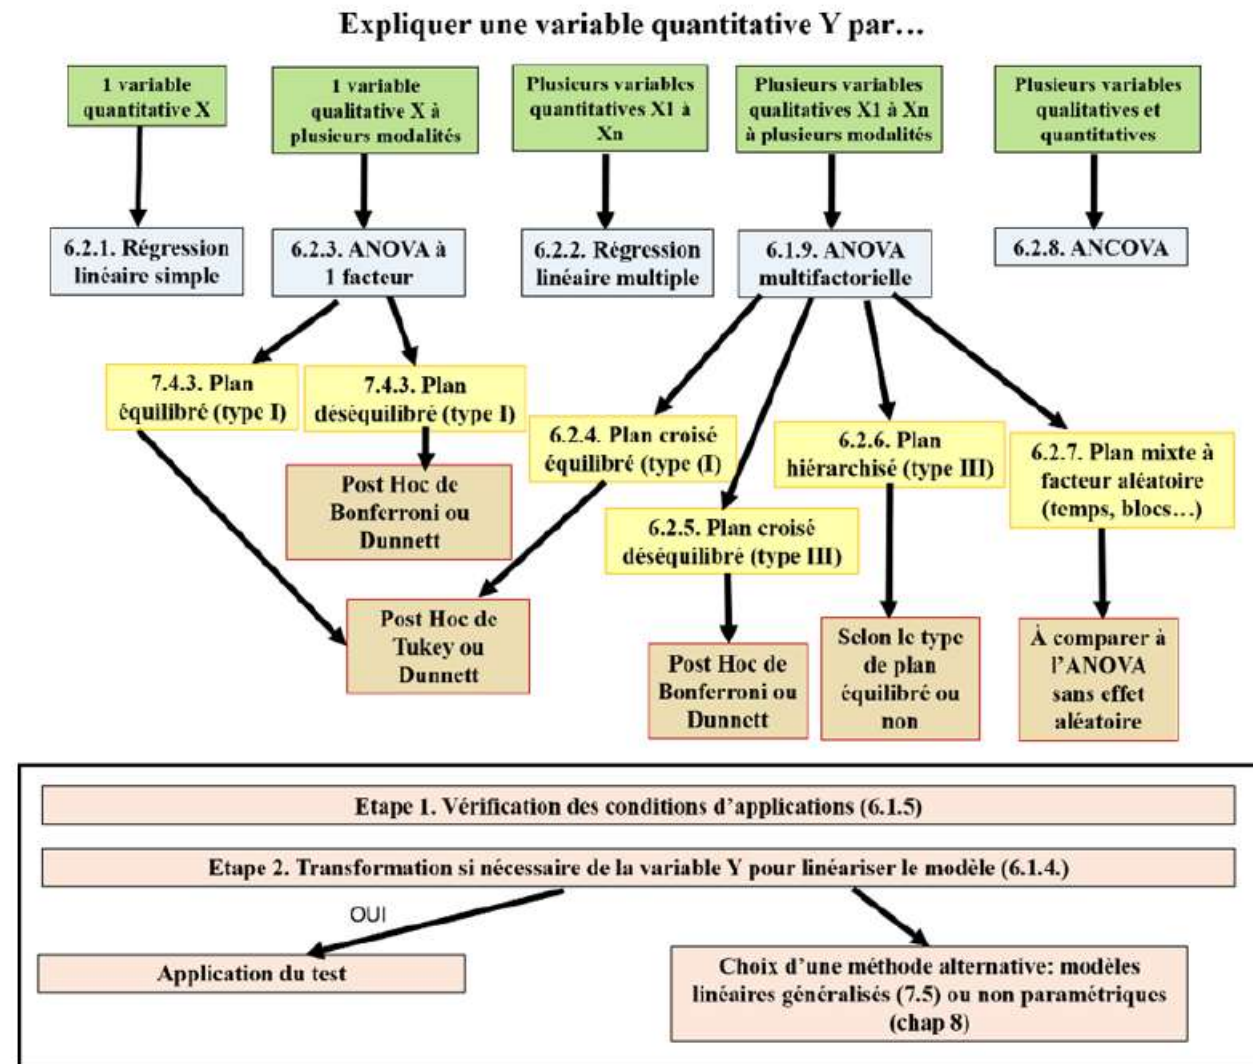 Expliquer une variable quantitative Y par…
1 variable
quantitative X
1 variable
qualitative X à
plusieurs modalités
Plusieurs variables
quantitatives X1 à
Xn
Plusieurs variables
qualitatives X1 à Xn
à plusieurs modalités
Plusieurs variables
qualitatives et
quantitatives
6.2.1. Régression
linéaire simple
6.2.3. ANOVA à
1 facteur
6.2.2. Régression
linéaire multiple
6.1.9. ANOVA
multifactorielle
6.2.8. ANCOVA
7.4.3. Plan
équilibré (type I)
7.4.3. Plan
déséquilibré (type I)
6.2.4. Plan croisé
équilibré (type (I)
6.2.6. Plan
hiérarchisé (type III)
6.2.7. Plan mixte à
facteur aléatoire
(temps, blocs…)
Post Hoc de
Bonferroni ou
Dunnett
6.2.5. Plan croisé
déséquilibré (type III)
Post Hoc de
Tukey ou
Dunnett
Post Hoc de
Bonferroni ou
Dunnett
Selon le type
de plan
équilibré ou
non
À comparer à
l’ANOVA
sans effet
aléatoire
Etape 1. Vérification des conditions d’applications (6.1.5)
Etape 2. Transformation si nécessaire de la variable Y pour linéariser le modèle (6.1.4.)
OUI
Application du test
Choix d’une méthode alternative: modèles
linéaires généralisés (7.5) ou non paramétriques
(chap 8)